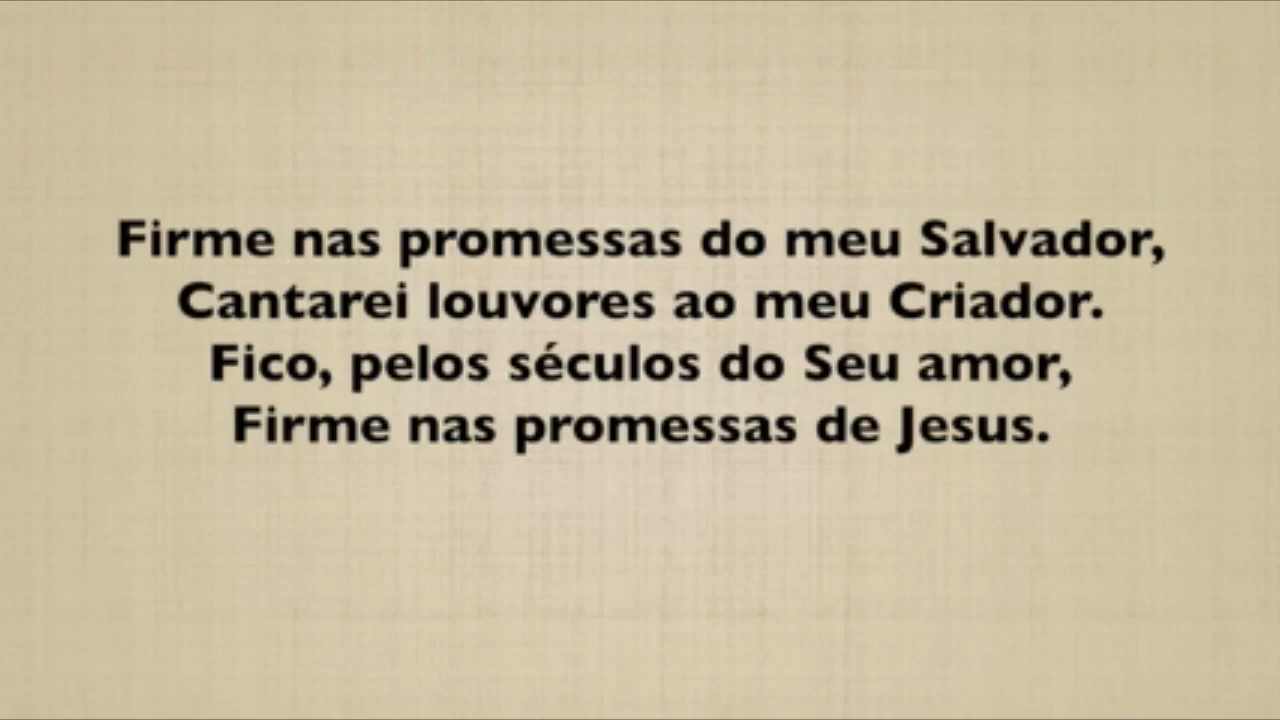 Firme nas promessas do meu Salvador,
Cantarei louvores ao meu Criador.
Fico, pelos séculos do Seu amor,
Firme nas promessas de Jesus.